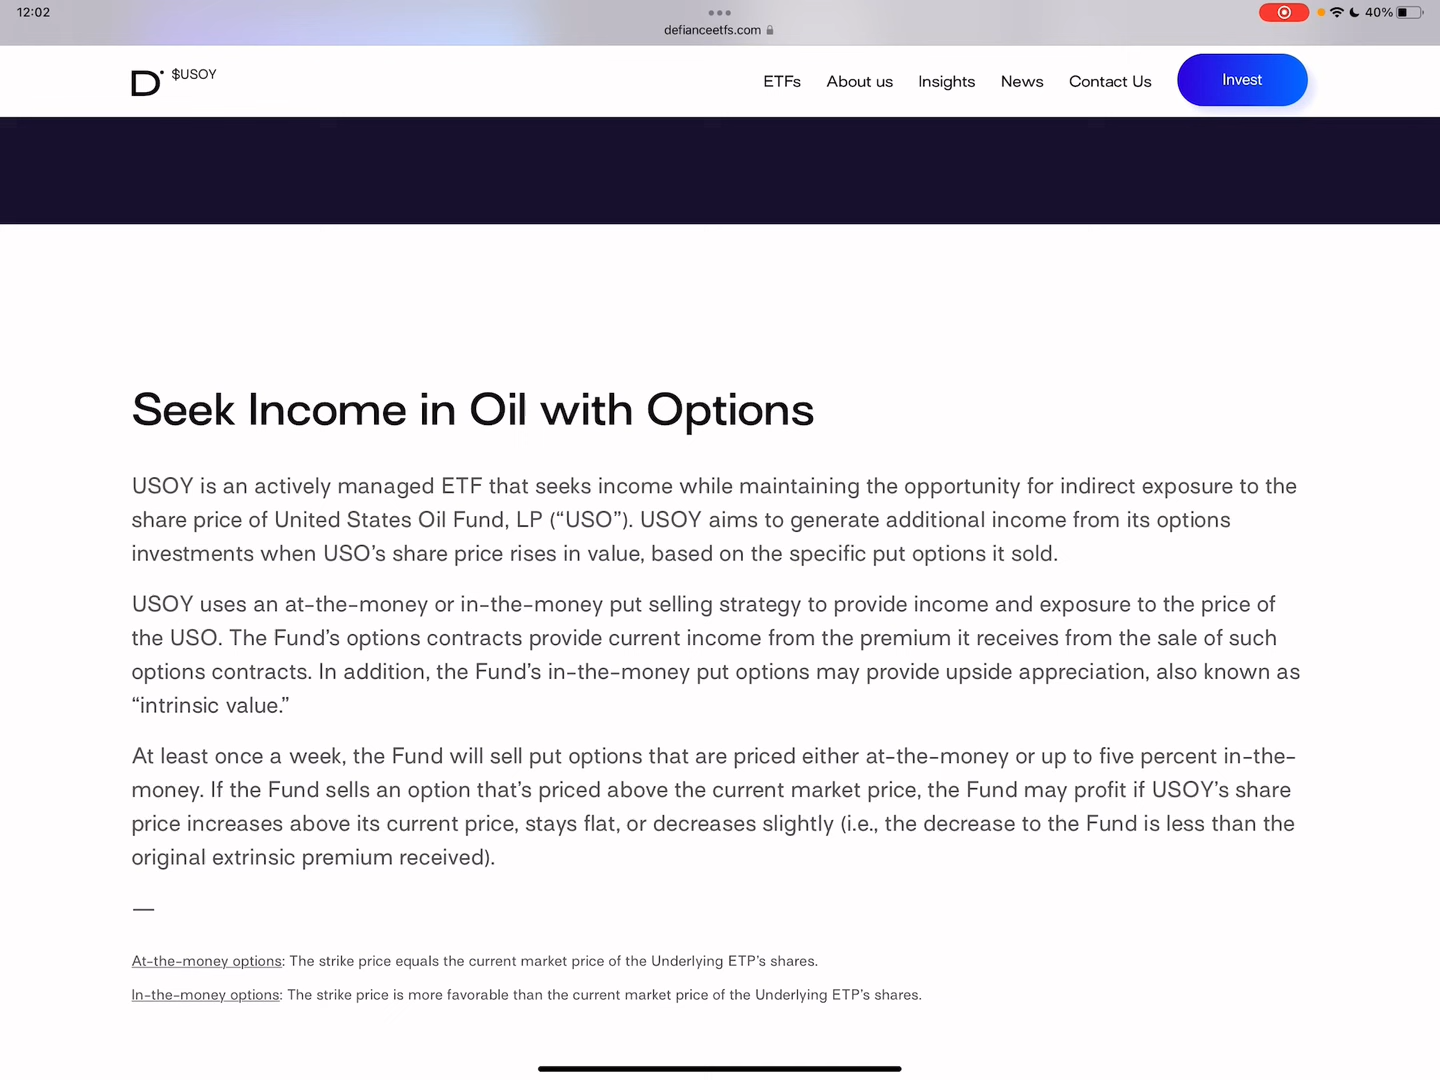 12:02
defianceetfs.com
40%
D $USOY
ETFs About us Insights News Contact Us Invest
Seek Income in Oil with Options
USOY is an actively managed ETF that seeks income while maintaining the opportunity for indirect exposure to the
share price of United States Oil Fund, LP (“USO”). USOY aims to generate additional income from its options
investments when USO’s share price rises in value, based on the specific put options it sold.
USOY uses an at-the-money or in-the-money put selling strategy to provide income and exposure to the price of
the USO. The Fund’s options contracts provide current income from the premium it receives from the sale of such
options contracts. In addition, the Fund’s in-the-money put options may provide upside appreciation, also known as
“intrinsic value.”
At least once a week, the Fund will sell put options that are priced either at-the-money or up to five percent in-the-
money. If the Fund sells an option that’s priced above the current market price, the Fund may profit if USOY’s share
price increases above its current price, stays flat, or decreases slightly (i.e., the decrease to the Fund is less than the
original extrinsic premium received).
—
At-the-money options: The strike price equals the current market price of the Underlying ETP’s shares.
In-the-money options: The strike price is more favorable than the current market price of the Underlying ETP’s shares.